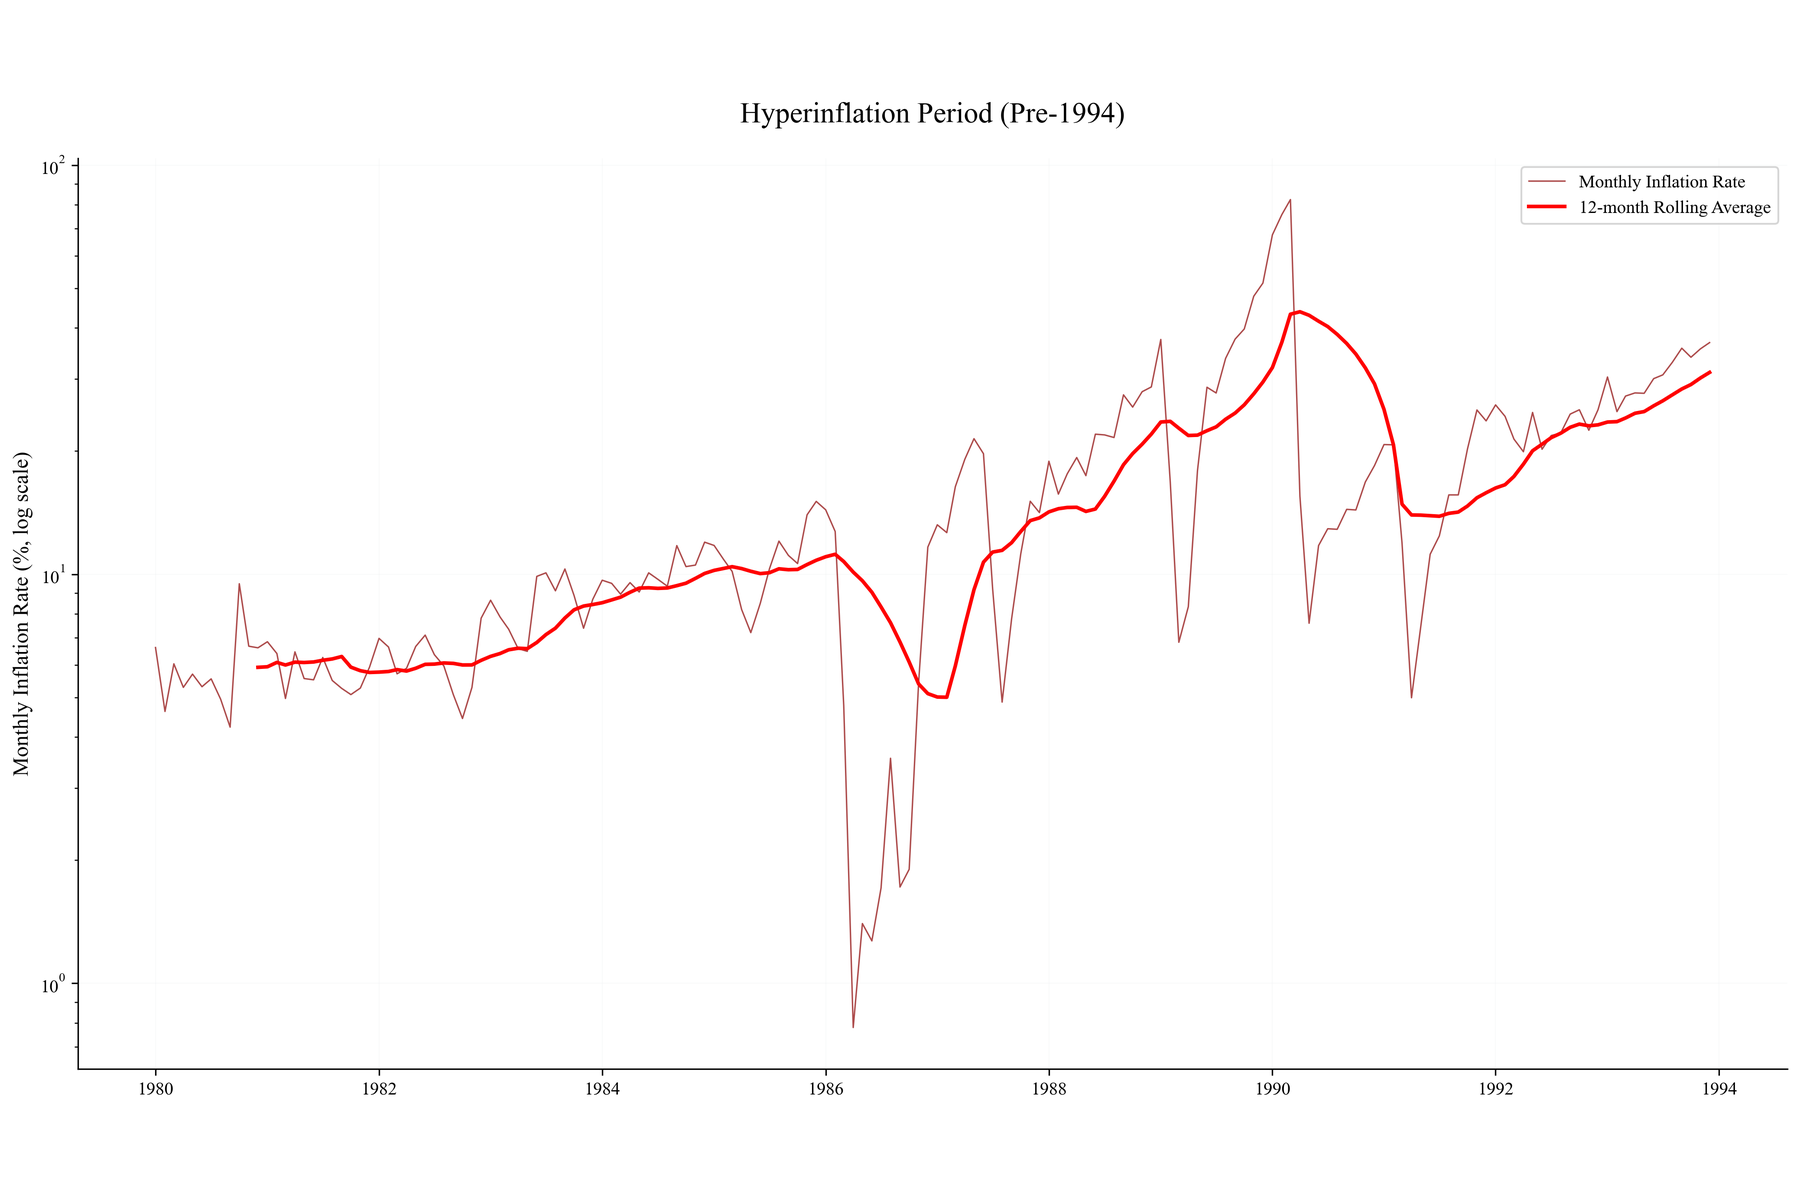 Hyperinflation Period (Pre-1994)
Monthly Inflation Rate (%, log scale)
10²
10¹
10⁰
Monthly Inflation Rate
12-month Rolling Average
1980 1982 1984 1986 1988 1990 1992 1994